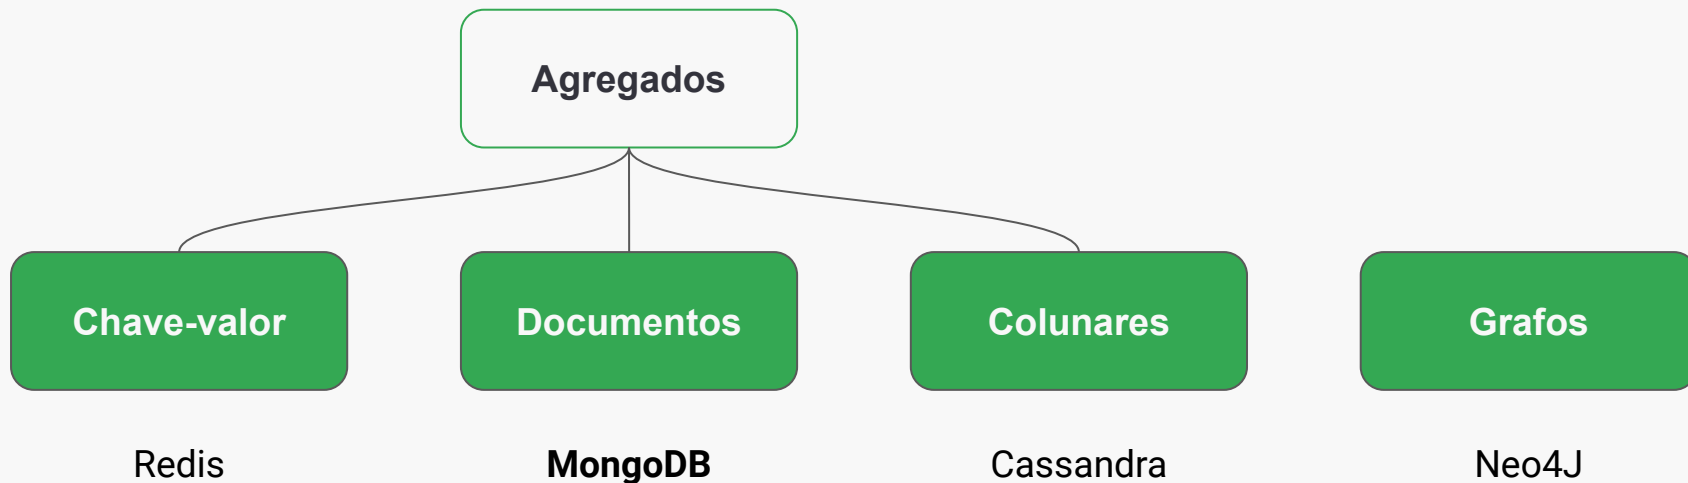 Agregados
Chave-valor
Documentos
Colunares
Grafos
Redis
MongoDB
Cassandra
Neo4J